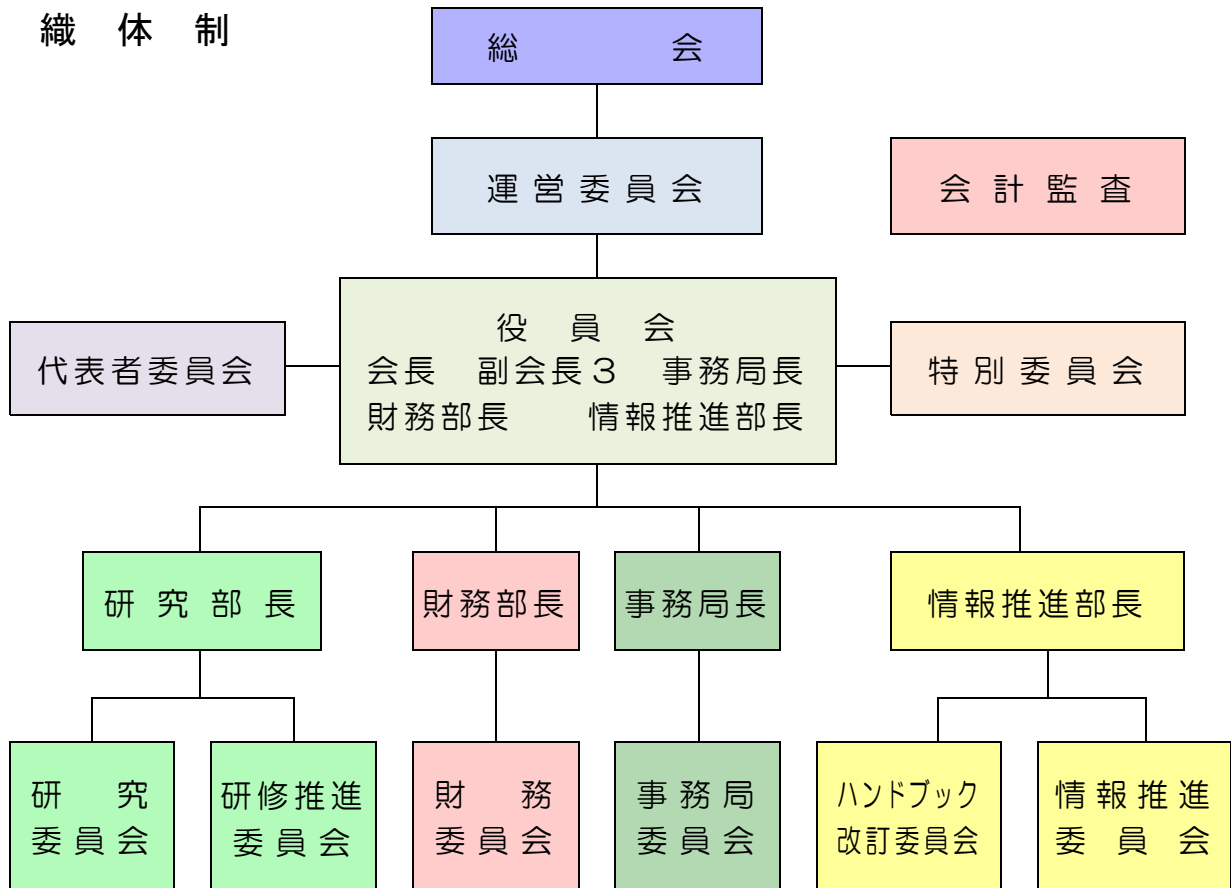 織 体 制
総 会
運営委員会
会計監査
代表者委員会
役 員 会
会長 副会長３ 事務局長
財務部長 情報推進部長
特別委員会
研究部長
財務部長
事務局長
情報推進部長
研 究
委員会
研修推進
委員会
財 務
委員会
事務局
委員会
ハンドブック
改訂委員会
情報推進
委 員 会